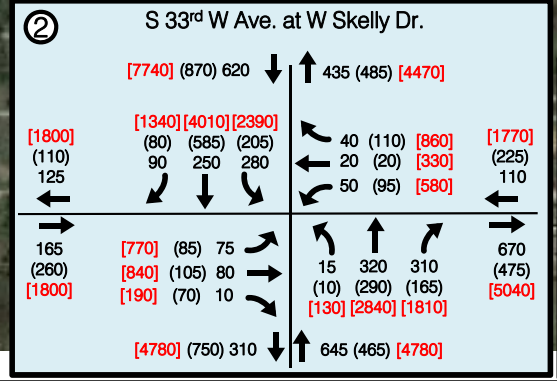 2
S 33rd W Ave. at W Skelly Dr.
[7740] (870) 620
435 (485) [4470]
[1340] [4010] [2390]
(80) (585) (205)
90 250 280
[1800]
(110)
125
40 (110) [860]
20 (20) [330]
50 (95) [580]
[1770]
(225)
110
165
(260)
[1800]
[770] (85) 75
[840] (105) 80
[190] (70) 10
15 320 310
(10) (290) (165)
[130] [2840] [1810]
670
(475)
[5040]
[4780] (750) 310
645 (465) [4780]